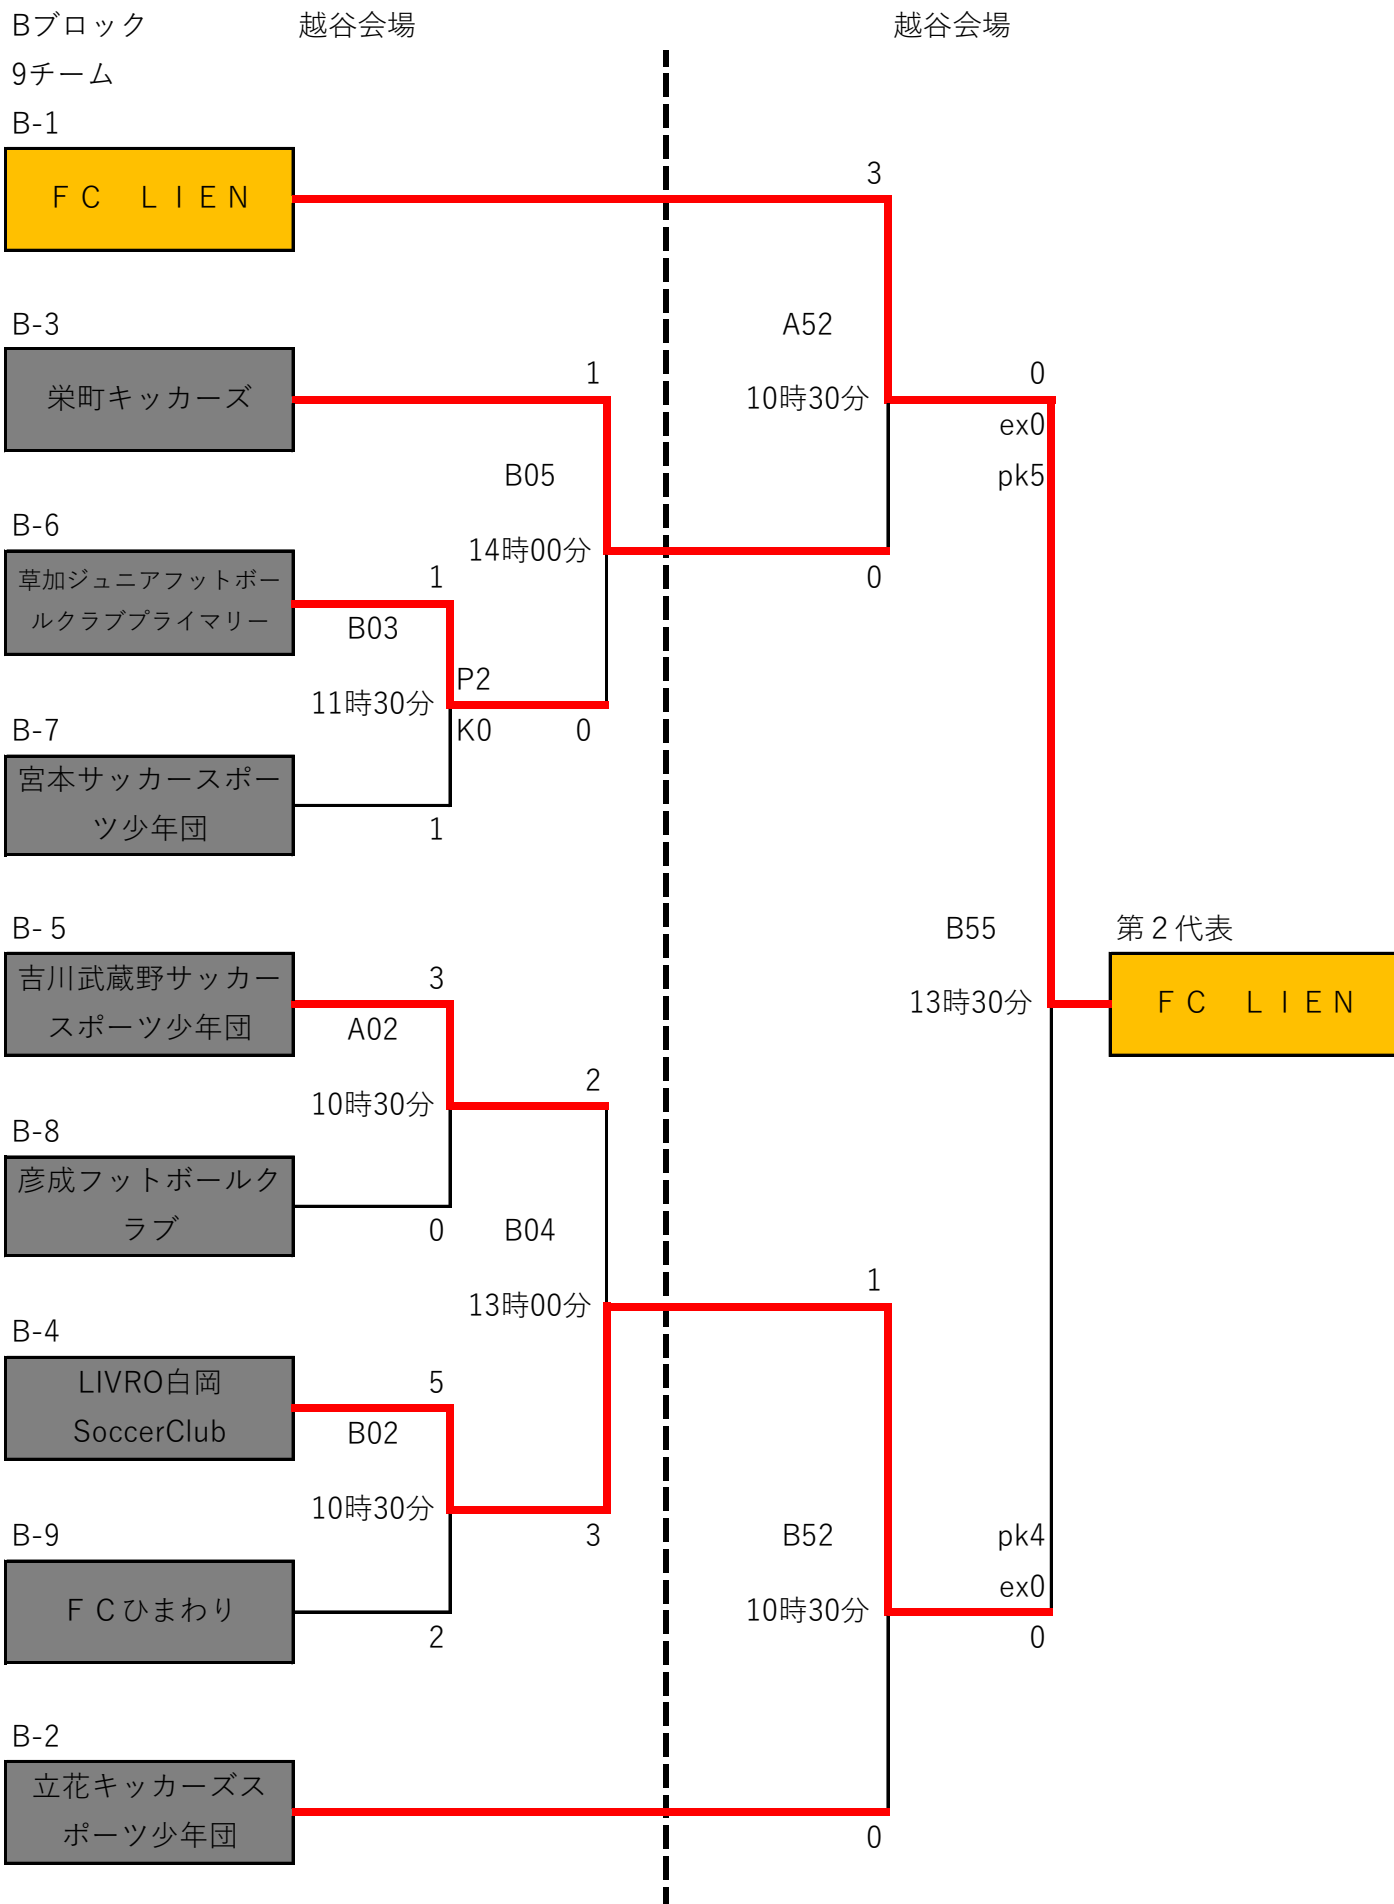 Bブロック 越谷会場 越谷会場
9チーム
B-1
3
ＦＣ　ＬＩＥＮ
B-3
A52
1
0
栄町キッカーズ
10時30分
ex0
B05
pk5
B-6
14時00分
草加ジュニアフットボー
ルクラブプライマリー
1
0
B03
P2
11時30分
K0
0
B-7
宮本サッカースポー
ツ少年団
1
B-５
B55
第２代表
吉川武蔵野サッカー
スポーツ少年団
3
A02
13時30分
ＦＣ　ＬＩＥＮ
2
10時30分
B-8
彦成フットボールク
ラブ
0
B04
1
13時00分
B-4
LIVRO白岡
SoccerClub
5
B02
10時30分
3
B52
pk4
B-9
ex0
ＦＣひまわり
10時30分
2
0
B-2
立花キッカーズス
ポーツ少年団
0